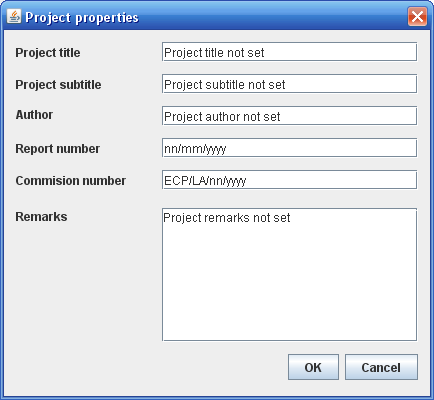 Project properties
Project title Project title not set
Project subtitle Project subtitle not set
Author Project author not set
Report number nn/mm/yyyy
Commision number ECP/LA/nn/yyyy
Remarks Project remarks not set
OK Cancel